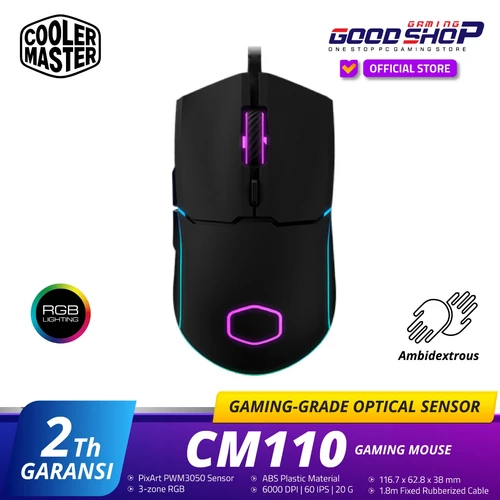 COOLER
MASTER
GAMING
GOODSHOP
ONE STOP PC GAMING STORE
OFFICIAL STORE
RGB
LIGHTING
Ambidextrous
GAMING-GRADE OPTICAL SENSOR
2Th
GARANSI
CM110 GAMING MOUSE
• PixArt PWM3050 Sensor
• 3-zone RGB
• ABS Plastic Material
• 6000 DPI | 60 IPS | 20 G
• 116.7 x 62.8 x 38 mm
• 1.8m Fixed Rubberized Cable